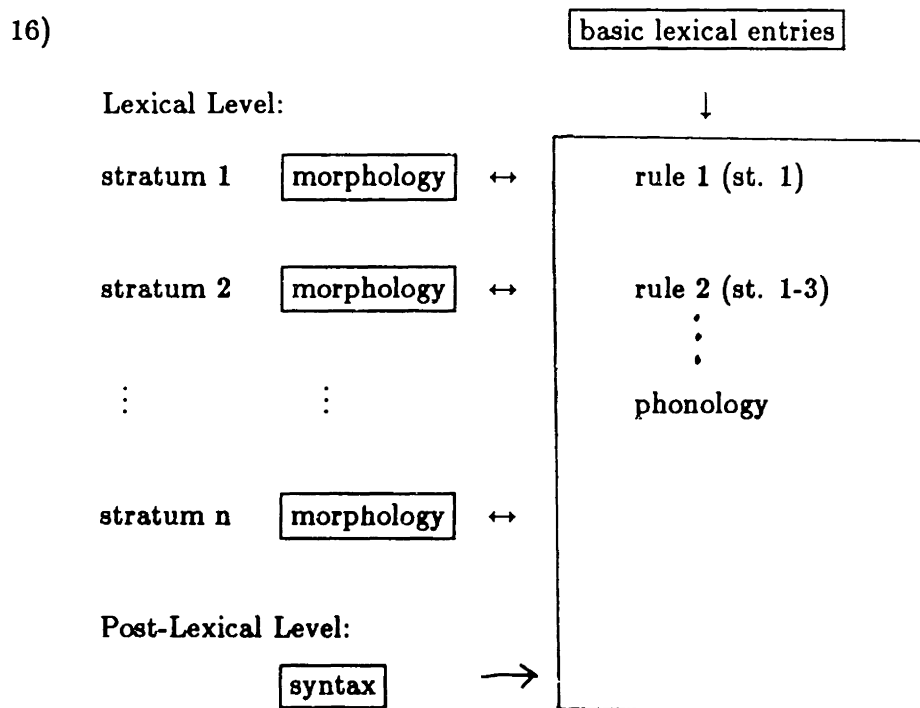 16) basic lexical entries
↓
Lexical Level:
stratum 1 morphology ↔ rule 1 (st. 1)
stratum 2 morphology ↔ rule 2 (st. 1-3)
⋮
⋮ ⋮ phonology
stratum n morphology ↔
Post-Lexical Level:
syntax →